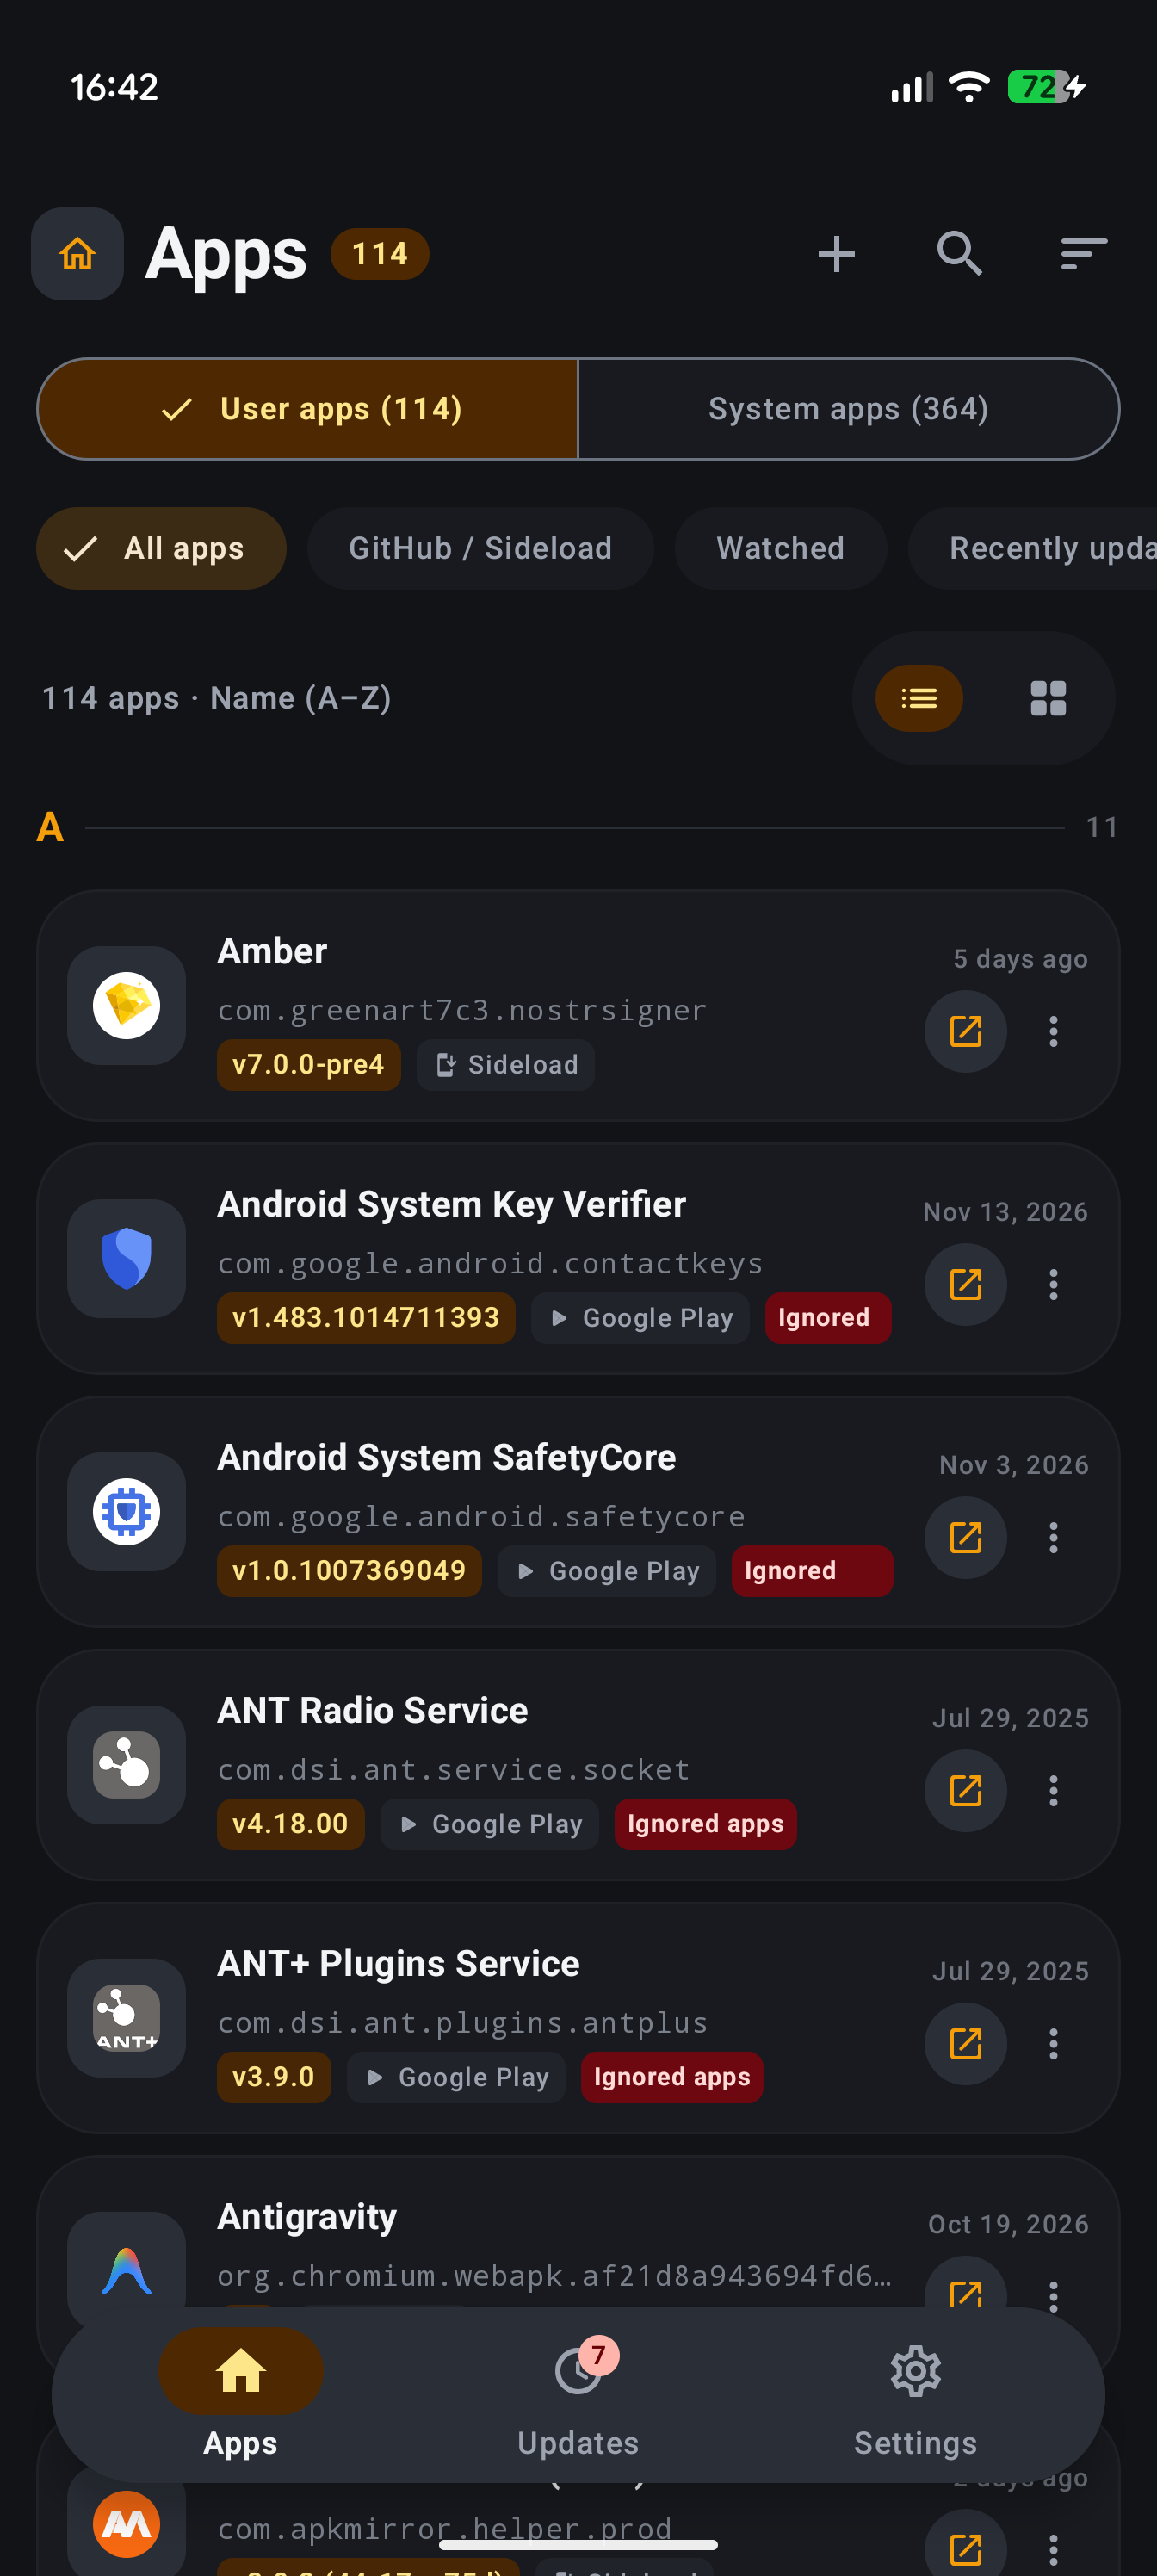 16:42
72
Apps 114
User apps (114)
System apps (364)
All apps
GitHub / Sideload
Watched
Recently upda
114 apps · Name (A–Z)
A
11
Amber
5 days ago
com.greenart7c3.nostrsigner
v7.0.0-pre4
Sideload
Android System Key Verifier
Nov 13, 2026
com.google.android.contactkeys
v1.483.1014711393
Google Play
Ignored
Android System SafetyCore
Nov 3, 2026
com.google.android.safetycore
v1.0.1007369049
Google Play
Ignored
ANT Radio Service
Jul 29, 2025
com.dsi.ant.service.socket
v4.18.00
Google Play
Ignored apps
ANT+ Plugins Service
Jul 29, 2025
com.dsi.ant.plugins.antplus
ANT+
v3.9.0
Google Play
Ignored apps
Antigravity
Oct 19, 2026
org.chromium.webapk.af21d8a943694fd6…
7
Apps
Updates
Settings
2 days ago
com.apkmirror.helper.prod